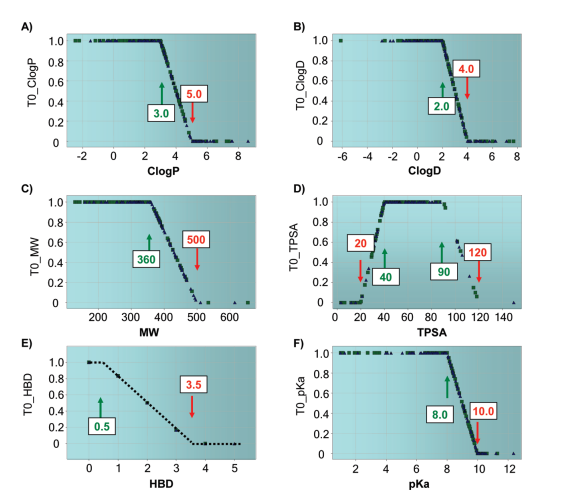 A)
T0_ClogP
1.0
0.8
0.6
0.4
0.2
0
3.0
5.0
-2 0 2 4 6 8
ClogP
B)
T0_ClogD
1.0
0.8
0.6
0.4
0.2
0
2.0
4.0
-6 -4 -2 0 2 4 6 8
ClogD
C)
T0_MW
1.0
0.8
0.6
0.4
0.2
0
360
500
200 300 400 500 600
MW
D)
T0_TPSA
1.0
0.8
0.6
0.4
0.2
0
20
40
90
120
0 20 40 60 80 100 120 140
TPSA
E)
T0_HBD
1.0
0.8
0.6
0.4
0.2
0
0.5
3.5
0 1 2 3 4 5
HBD
F)
T0_pKa
1.0
0.8
0.6
0.4
0.2
0
8.0
10.0
2 4 6 8 10 12
pKa